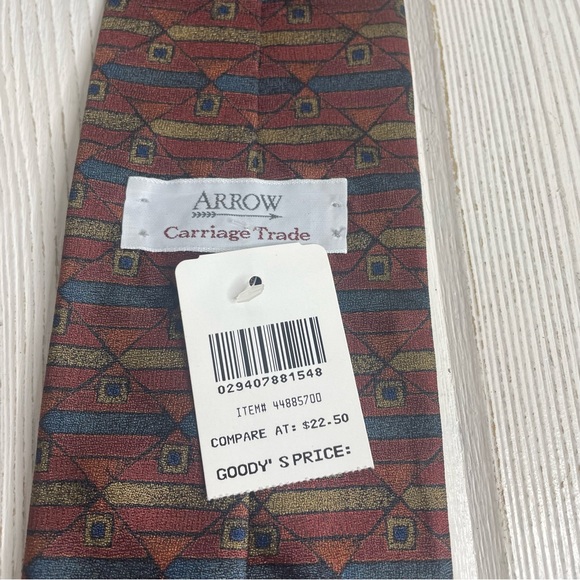 ARROW
Carriage Trade
029407881548
ITEM# 44885700
COMPARE AT: $22.50
GOODY'S PRICE: